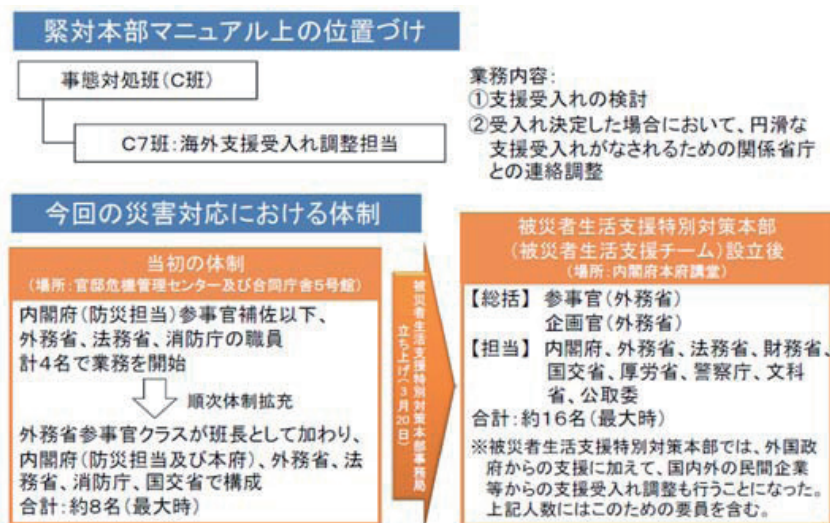 緊対本部マニュアル上の位置づけ
事態対処班(C班)
C7班:海外支援受入れ調整担当
業務内容:
①支援受入れの検討
②受入れ決定した場合において、円滑な
支援受入れがなされるための関係省庁
との連絡調整
今回の災害対応における体制
当初の体制
(場所:官邸危機管理センター及び合同庁舎5号館)
内閣府(防災担当)参事官補佐以下、
外務省、法務省、消防庁の職員
計4名で業務を開始
順次体制拡充
外務省参事官クラスが班長として加わり、
内閣府(防災担当及び本府)、外務省、法
務省、消防庁、国交省で構成
合計:約8名(最大時)
被災者生活支援特別対策本部事務局
立ち上げ(3月20日)
被災者生活支援特別対策本部
(被災者生活支援チーム)設立後
(場所:内閣府本府講堂)
【総括】 参事官(外務省)
企画官(外務省)
【担当】 内閣府、外務省、法務省、財務省、
国交省、厚労省、警察庁、文科
省、公取委
合計:約16名(最大時)
※被災者生活支援特別対策本部では、外国政
府からの支援に加えて、国内外の民間企業
等からの支援受入れ調整も行うことになった。
上記人数にはこのための要員を含む。